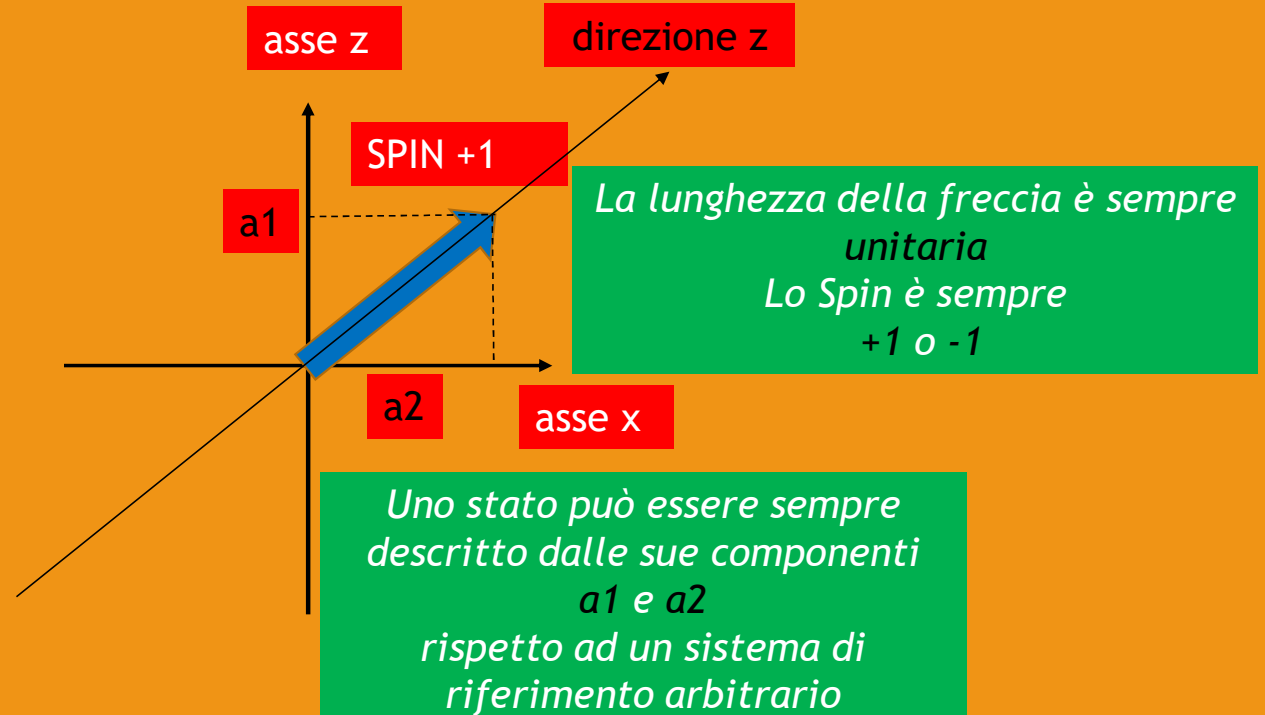 asse z
direzione z
SPIN +1
a1
La lunghezza della freccia è sempre
unitaria
Lo Spin è sempre
+1 o -1
a2
asse x
Uno stato può essere sempre
descritto dalle sue componenti
a1 e a2
rispetto ad un sistema di
riferimento arbitrario